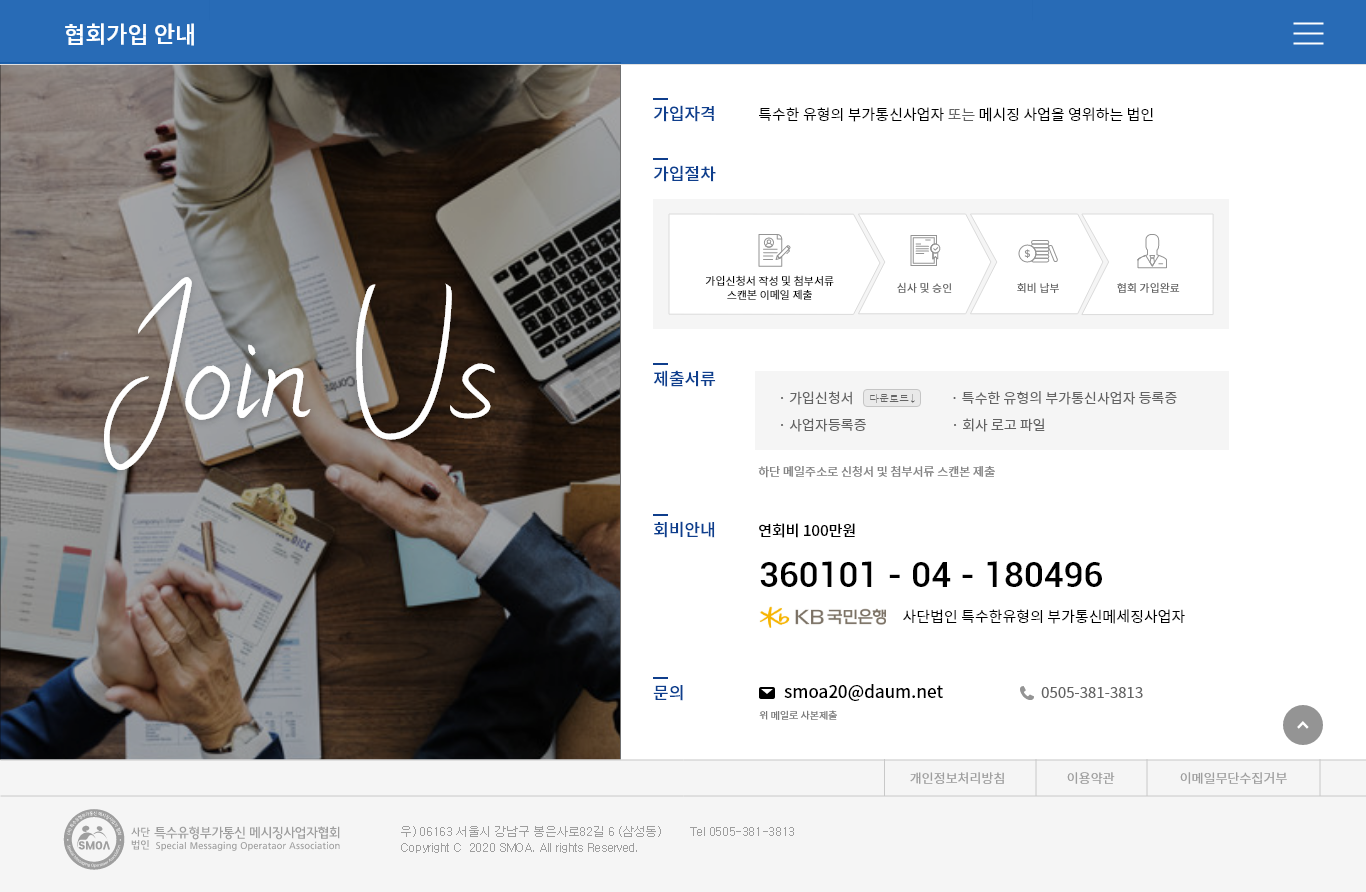 협회가입 안내
Join Us
가입자격
특수한 유형의 부가통신사업자 또는 메시징 사업을 영위하는 법인
가입절차
가입신청서 작성 및 첨부서류
스캔본 이메일 제출
심사 및 승인
회비 납부
협회 가입완료
제출서류
· 가입신청서 다운로드↓
· 특수한 유형의 부가통신사업자 등록증
· 사업자등록증
· 회사 로고 파일
하단 메일주소로 신청서 및 첨부서류 스캔본 제출
회비안내
연회비 100만원
360101 - 04 - 180496
KB 국민은행 사단법인 특수한유형의 부가통신메세징사업자
문의
smoa20@daum.net
0505-381-3813
위 메일로 사본제출
개인정보처리방침
이용약관
이메일무단수집거부
SMOA
사단법인 특수유형부가통신 메시징사업자협회
Special Messaging Operataor Association
우) 06163 서울시 강남구 봉은사로82길 6 (삼성동) Tel 0505-381-3813
Copyright C 2020 SMOA. All rights Reserved.